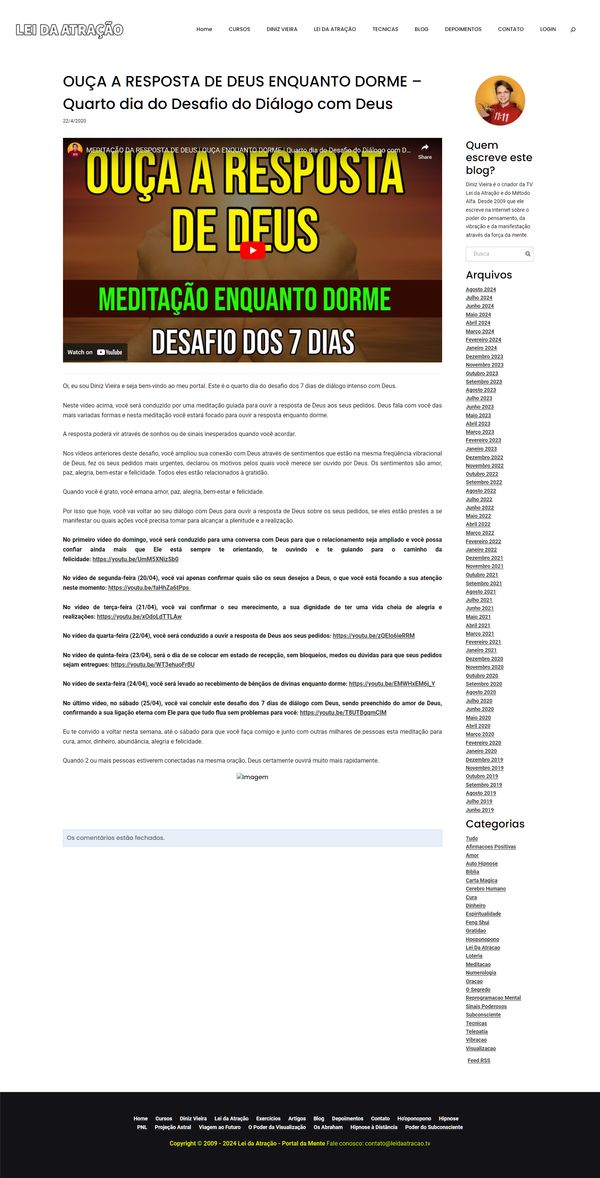 LEI DA ATRAÇÃO
Home CURSOS DINIZ VIEIRA LEI DA ATRAÇÃO TECNICAS BLOG DEPOIMENTOS CONTATO LOGIN
OUÇA A RESPOSTA DE DEUS ENQUANTO DORME –
Quarto dia do Desafio do Diálogo com Deus
22/4/2020
MEDITAÇÃO DA RESPOSTA DE DEUS | OUÇA ENQUANTO DORME | Quarto dia do Desafio do Diálogo com D...
Share
OUÇA A RESPOSTA
DE DEUS
MEDITAÇÃO ENQUANTO DORME
DESAFIO DOS 7 DIAS
Watch on YouTube
Oi, eu sou Diniz Vieira e seja bem-vindo ao meu portal. Este é o quarto dia do desafio dos 7 dias de diálogo intenso com Deus.
Neste vídeo acima, você será conduzido por uma meditação guiada para ouvir a resposta de Deus aos seus pedidos. Deus fala com você das
mais variadas formas e nesta meditação você estará focado para ouvir a resposta enquanto dorme.
A resposta poderá vir através de sonhos ou de sinais inesperados quando você acordar.
Nos vídeos anteriores deste desafio, você ampliou sua conexão com Deus através de sentimentos que estão na mesma freqüência vibracional
de Deus, fez os seus pedidos mais urgentes, declarou os motivos pelos quais você merece ser ouvido por Deus. Os sentimentos são amor,
paz, alegria, bem-estar e felicidade. Todos eles estão relacionados à gratidão.
Quando você é grato, você emana amor, paz, alegria, bem-estar e felicidade.
Por isso que hoje, você vai voltar ao seu diálogo com Deus para ouvir a resposta de Deus sobre os seus pedidos, se eles estão prestes a se
manifestar ou quais ações você precisa tomar para alcançar a plenitude e a realização.
No primeiro vídeo do domingo, você será conduzido para uma conversa com Deus para que o relacionamento seja ampliado e você possa
confiar ainda mais que Ele está sempre te orientando, te ouvindo e te guiando para o caminho da
felicidade: https://youtu.be/UmM5XNizSb0
No vídeo de segunda-feira (20/04), você vai apenas confirmar quais são os seus desejos a Deus, o que você está focando a sua atenção
neste momento: https://youtu.be/faHhZa6tPps
No vídeo de terça-feira (21/04), você vai confirmar o seu merecimento, a sua dignidade de ter uma vida cheia de alegria e
realizações: https://youtu.be/xOdoLdTTLAw
No vídeo da quarta-feira (22/04), você será conduzido a ouvir a resposta de Deus aos seus pedidos: https://youtu.be/zOEIo6ieRRM
No vídeo de quinta-feira (23/04), será o dia de se colocar em estado de recepção, sem bloqueios, medos ou dúvidas para que seus pedidos
sejam entregues: https://youtu.be/WT3ehuoFr8U
No vídeo de sexta-feira (24/04), você será levado ao recebimento de bênçãos de divinas enquanto dorme: https://youtu.be/EMWHxEM6j_Y
No último vídeo, no sábado (25/04), você vai concluir este desafio dos 7 dias de diálogo com Deus, sendo preenchido do amor de Deus,
confirmando a sua ligação eterna com Ele para que tudo flua sem problemas para você: https://youtu.be/T8UTBgqmCIM
Eu te convido a voltar nesta semana, até o sábado para que você faça comigo e junto com outras milhares de pessoas esta meditação para
cura, amor, dinheiro, abundância, alegria e felicidade.
Quando 2 ou mais pessoas estiverem conectadas na mesma oração, Deus certamente ouvirá muito mais rapidamente.
Imagem
Os comentários estão fechados.
Quem
escreve este
blog?
Diniz Vieira é o criador da TV
Lei da Atração e do Método
Alfa. Desde 2009 que ele
escreve na Internet sobre o
poder do pensamento, da
vibração e da manifestação
através da força da mente.
Busca
Arquivos
Agosto 2024
Julho 2024
Junho 2024
Maio 2024
Abril 2024
Março 2024
Fevereiro 2024
Janeiro 2024
Dezembro 2023
Novembro 2023
Outubro 2023
Setembro 2023
Agosto 2023
Julho 2023
Junho 2023
Maio 2023
Abril 2023
Março 2023
Fevereiro 2023
Janeiro 2023
Dezembro 2022
Novembro 2022
Outubro 2022
Setembro 2022
Agosto 2022
Julho 2022
Junho 2022
Maio 2022
Abril 2022
Março 2022
Fevereiro 2022
Janeiro 2022
Dezembro 2021
Novembro 2021
Outubro 2021
Setembro 2021
Agosto 2021
Julho 2021
Junho 2021
Maio 2021
Abril 2021
Março 2021
Fevereiro 2021
Janeiro 2021
Dezembro 2020
Novembro 2020
Outubro 2020
Setembro 2020
Agosto 2020
Julho 2020
Junho 2020
Maio 2020
Abril 2020
Março 2020
Fevereiro 2020
Janeiro 2020
Dezembro 2019
Novembro 2019
Outubro 2019
Setembro 2019
Agosto 2019
Julho 2019
Junho 2019
Categorias
Tudo
Afirmacoes Positivas
Amor
Auto Hipnose
Biblia
Carta Magica
Cerebro Humano
Cura
Dinheiro
Espiritualidade
Feng Shui
Gratidao
Hooponopono
Lei Da Atracao
Loteria
Meditacao
Numerologia
Oracao
O Segredo
Reprogramacao Mental
Sinais Poderosos
Subconsciente
Tecnicas
Telepatia
Vibracao
Visualizacao
Feed RSS
Home Cursos Diniz Vieira Lei da Atração Exercícios Artigos Blog Depoimentos Contato Ho'oponopono Hipnose
PNL Projeção Astral Viagem ao Futuro O Poder da Visualização Os Abraham Hipnose à Distância Poder do Subconsciente
Copyright © 2009 - 2024 Lei da Atração - Portal da Mente Fale conosco: contato@leidaatracao.tv